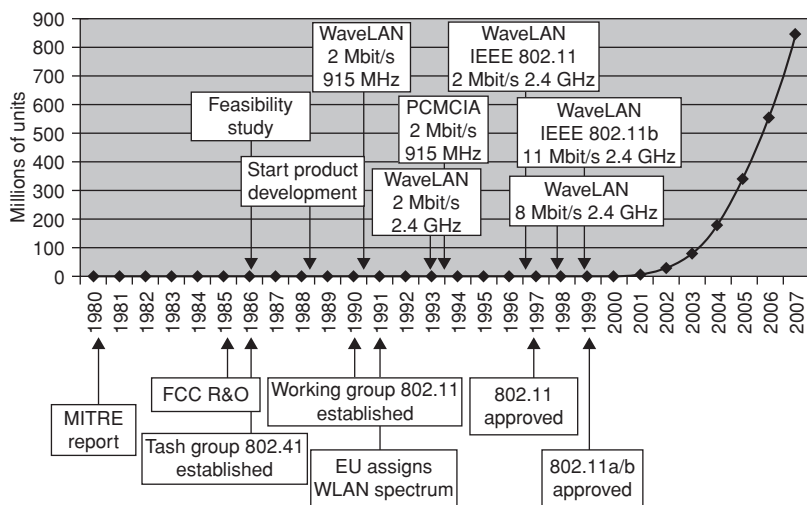 900
800
700
600
500
400
300
200
100
0
Millions of units
WaveLAN
2 Mbit/s
915 MHz
WaveLAN
IEEE 802.11
2 Mbit/s 2.4 GHz
Feasibility
study
PCMCIA
2 Mbit/s
915 MHz
WaveLAN
IEEE 802.11b
11 Mbit/s 2.4 GHz
Start product
development
WaveLAN
2 Mbit/s
2.4 GHz
WaveLAN
8 Mbit/s 2.4 GHz
1980
1981
1982
1983
1984
1985
1986
1987
1988
1989
1990
1991
1992
1993
1994
1995
1996
1997
1998
1999
2000
2001
2002
2003
2004
2005
2006
2007
MITRE
report
FCC R&O
Tash group 802.41
established
Working group 802.11
established
EU assigns
WLAN spectrum
802.11
approved
802.11a/b
approved